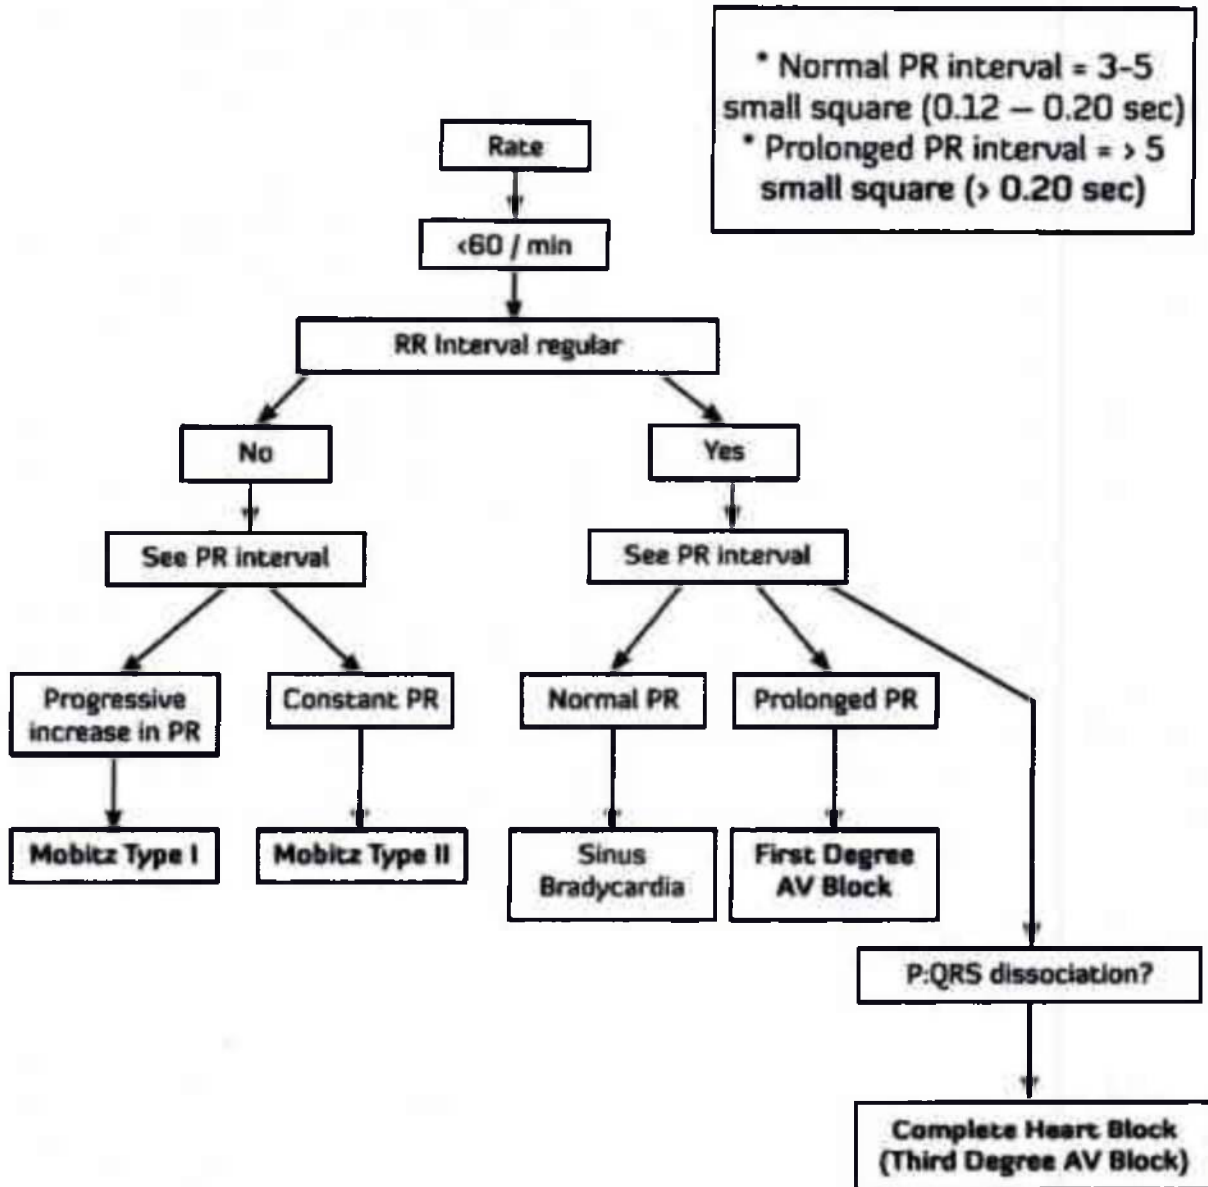 * Normal PR interval = 3-5
small square (0.12 – 0.20 sec)
* Prolonged PR interval = > 5
small square (> 0.20 sec)
Rate
<60 / min
RR Interval regular
No
Yes
See PR interval
See PR interval
Progressive
increase in PR
Constant PR
Normal PR
Prolonged PR
Mobitz Type I
Mobitz Type II
Sinus
Bradycardia
First Degree
AV Block
P:QRS dissociation?
Complete Heart Block
(Third Degree AV Block)